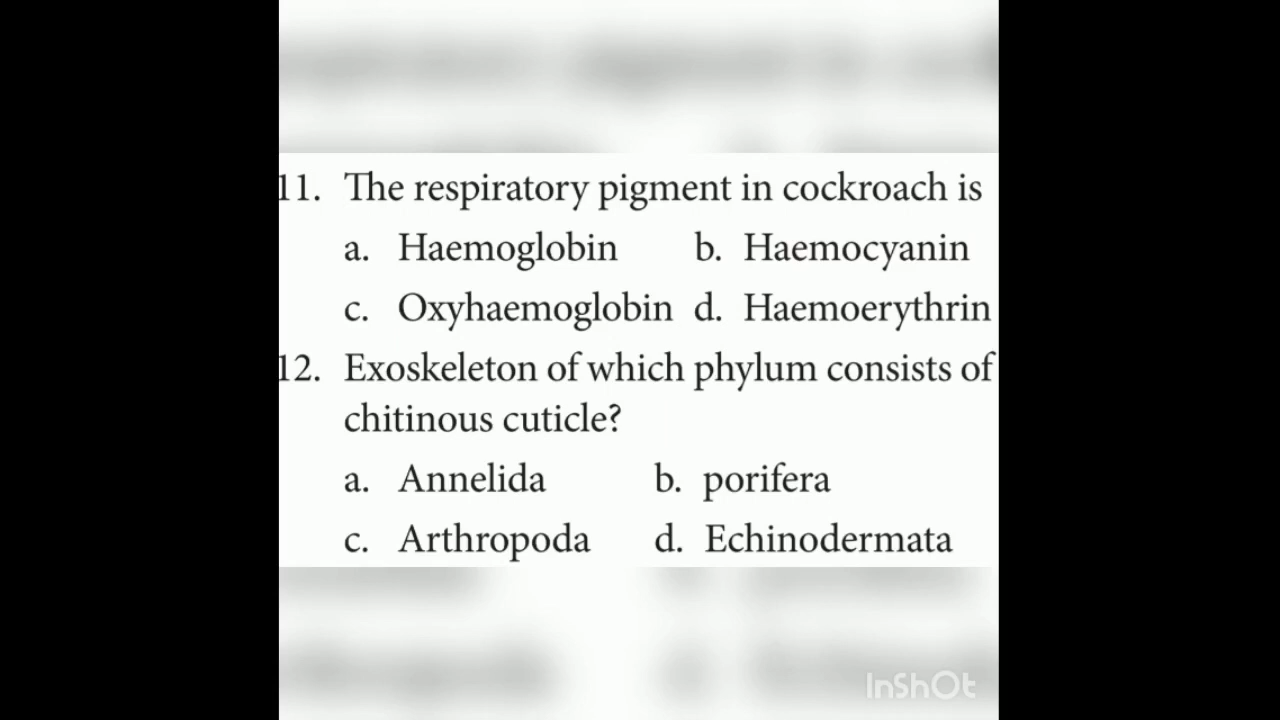 11. The respiratory pigment in cockroach is
a. Haemoglobin b. Haemocyanin
c. Oxyhaemoglobin d. Haemoerythrin
12. Exoskeleton of which phylum consists of
chitinous cuticle?
a. Annelida b. porifera
c. Arthropoda d. Echinodermata
InShOt